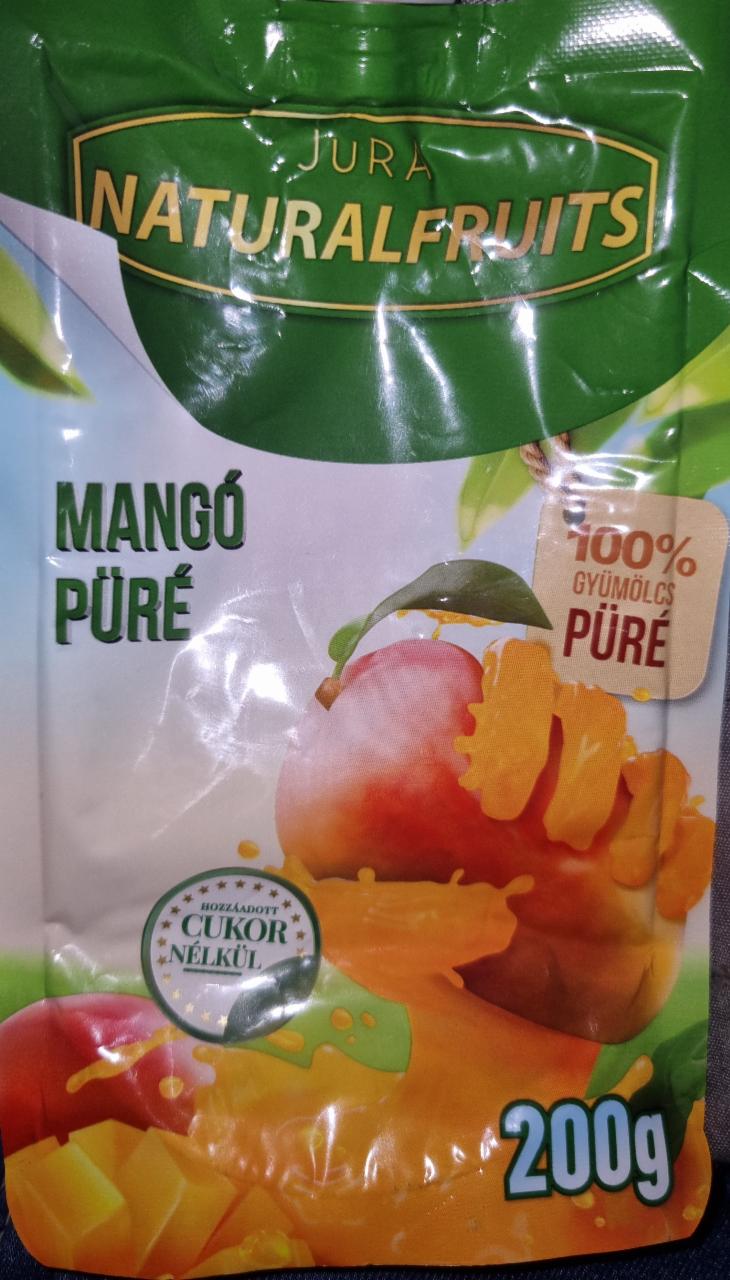 JURA
NATURALFRUITS
MANGÓ
PÜRÉ
100%
GYÜMÖLCS
PÜRÉ
HOZZÁADOTT
CUKOR
NÉLKÜL
200g